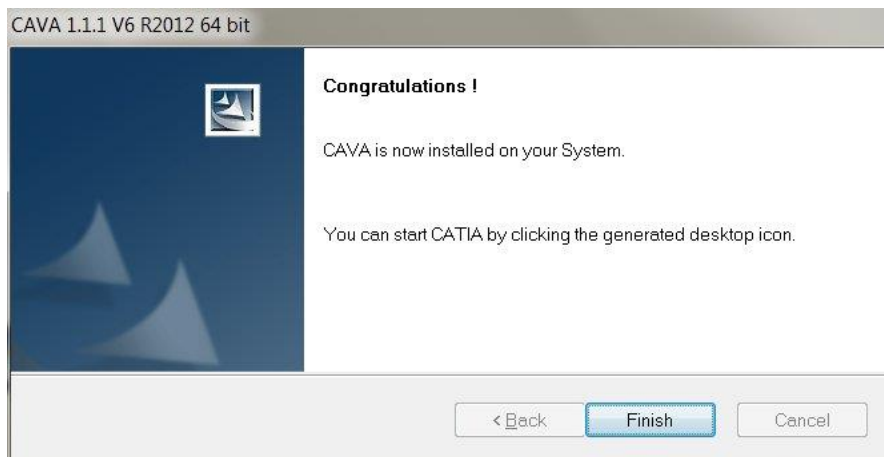 CAVA 1.1.1 V6 R2012 64 bit
Congratulations !
CAVA is now installed on your System.
You can start CATIA by clicking the generated desktop icon.
< Back
Finish
Cancel